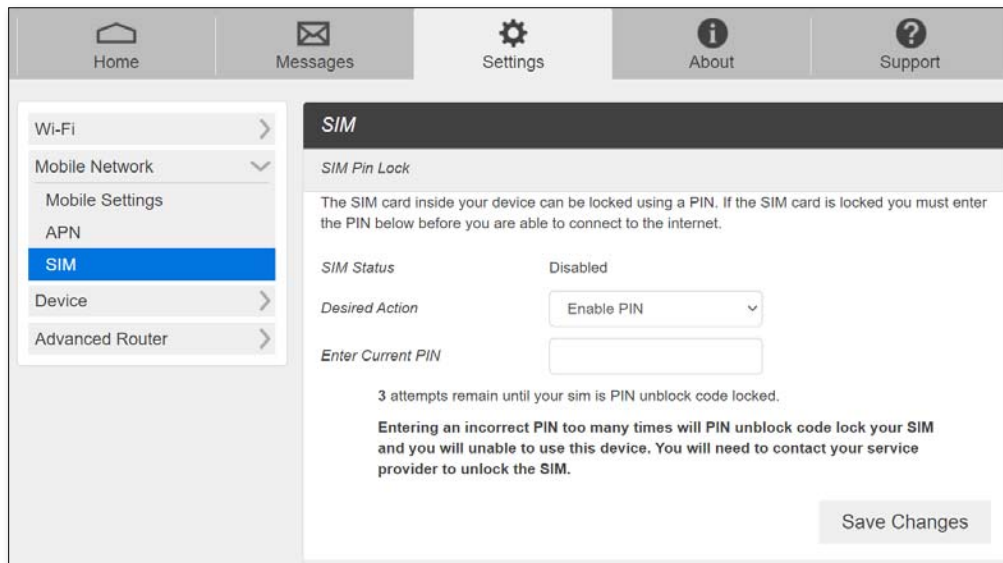 Home
Messages
Settings
About
Support
Wi-Fi
Mobile Network
Mobile Settings
APN
SIM
Device
Advanced Router
SIM
SIM Pin Lock
The SIM card inside your device can be locked using a PIN. If the SIM card is locked you must enter
the PIN below before you are able to connect to the internet.
SIM Status Disabled
Desired Action Enable PIN
Enter Current PIN
3 attempts remain until your sim is PIN unblock code locked.
Entering an incorrect PIN too many times will PIN unblock code lock your SIM
and you will unable to use this device. You will need to contact your service
provider to unlock the SIM.
Save Changes